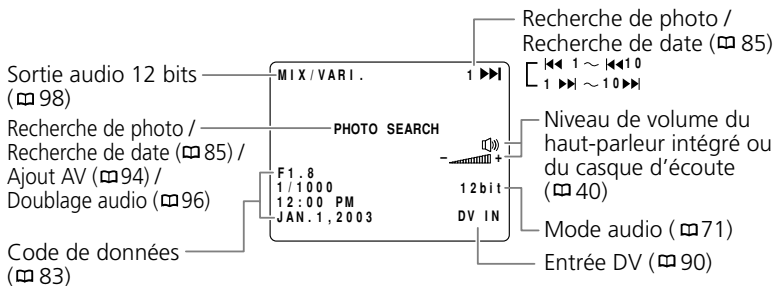 Recherche de photo /
Recherche de date (🕮 85)
⏮ 1 ~ ⏮10
1 ⏭ ~10⏭
Sortie audio 12 bits
(🕮 98)
Recherche de photo /
Recherche de date (🕮 85) /
Ajout AV (🕮 94) /
Doublage audio (🕮 96)
Code de données
(🕮 83)
MIX/VARI.
1 ⏭
PHOTO SEARCH
− +
F1.8
1/1000
12:00 PM
JAN.1,2003
12bit
DV IN
Niveau de volume du
haut-parleur intégré ou
du casque d'écoute
(🕮 40)
Mode audio (🕮 71)
Entrée DV (🕮 90)